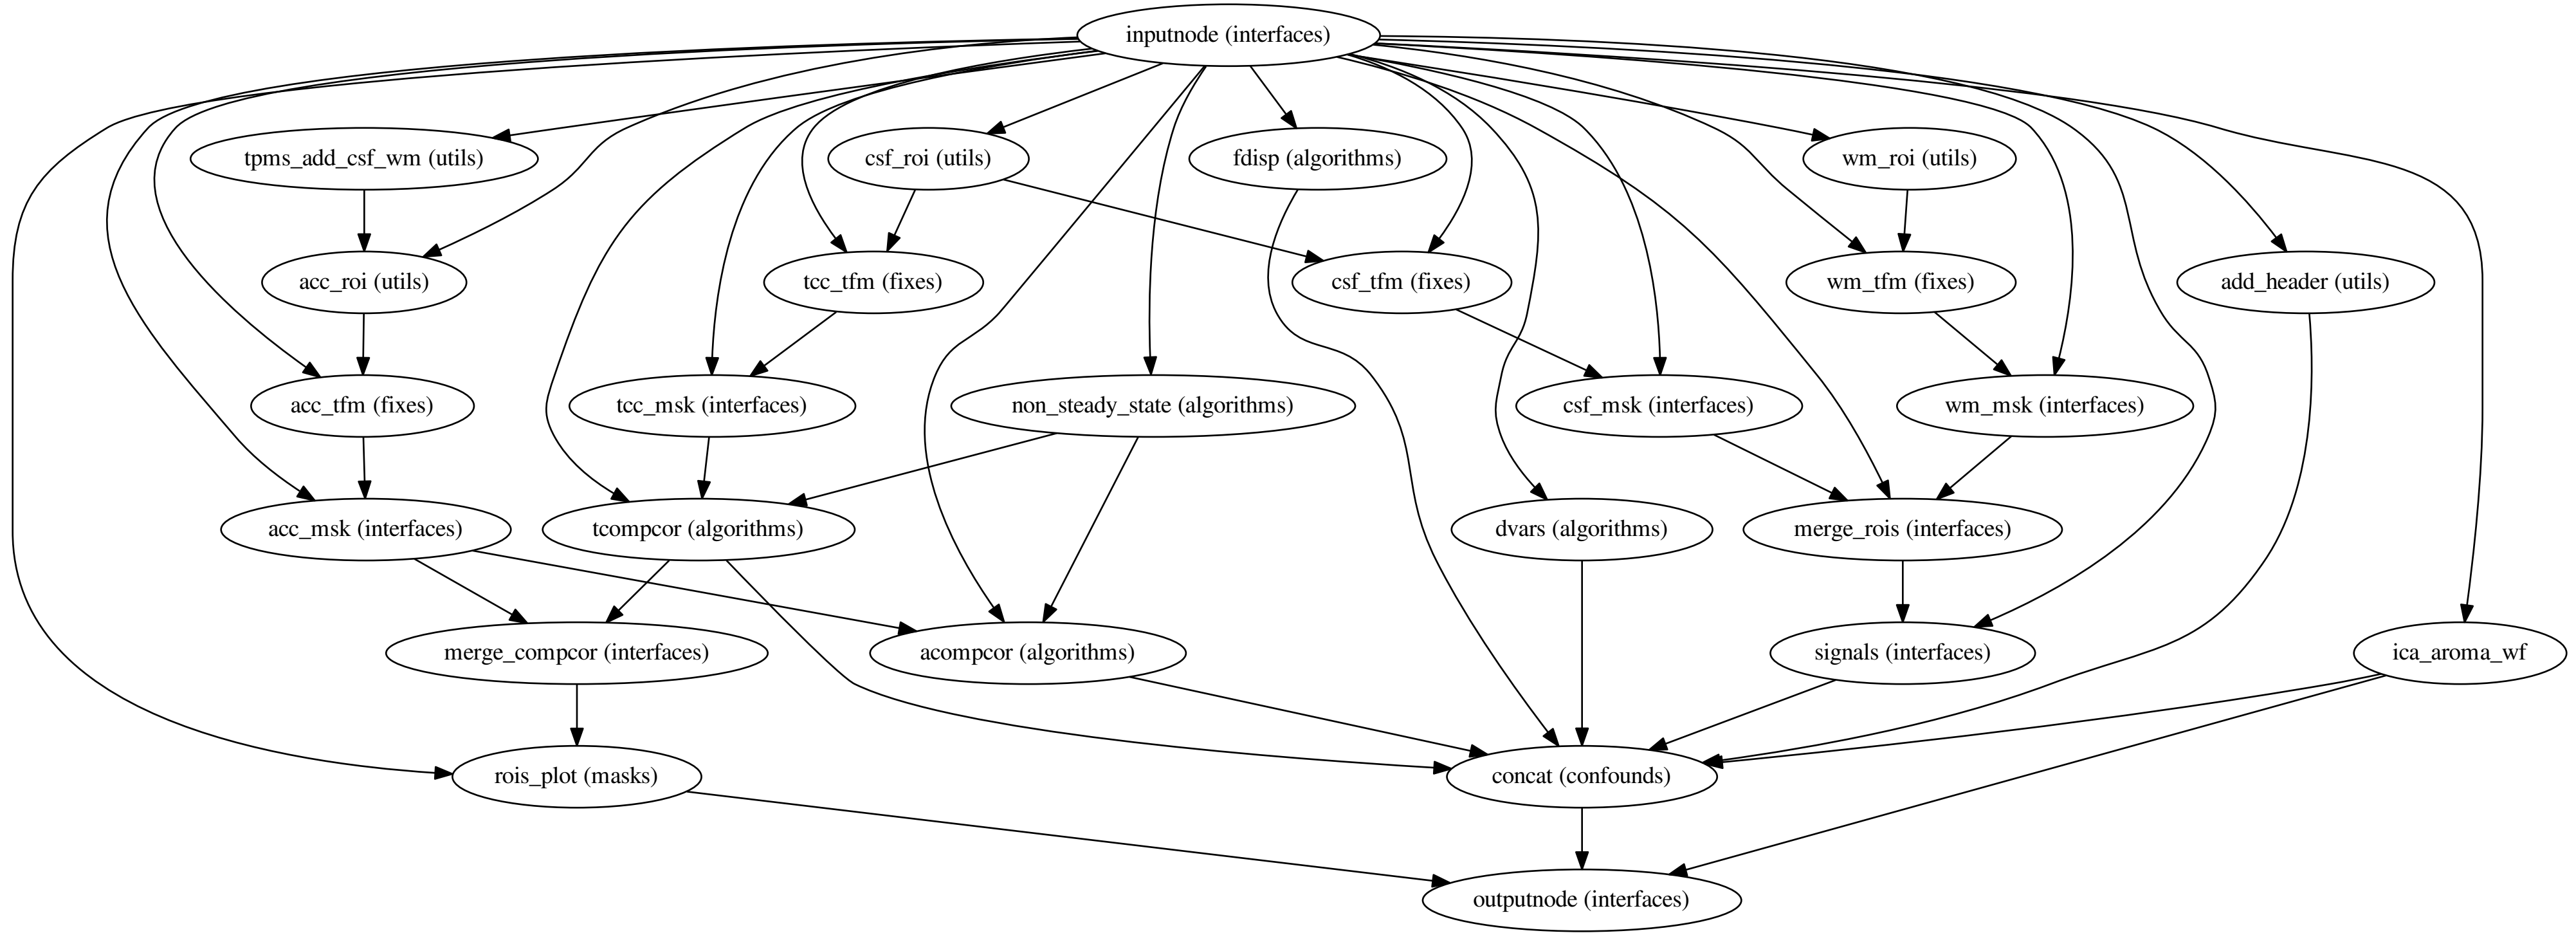 inputnode (interfaces)
tpms_add_csf_wm (utils)
csf_roi (utils)
fdisp (algorithms)
wm_roi (utils)
acc_roi (utils)
tcc_tfm (fixes)
csf_tfm (fixes)
wm_tfm (fixes)
add_header (utils)
acc_tfm (fixes)
tcc_msk (interfaces)
non_steady_state (algorithms)
csf_msk (interfaces)
wm_msk (interfaces)
acc_msk (interfaces)
tcompcor (algorithms)
dvars (algorithms)
merge_rois (interfaces)
merge_compcor (interfaces)
acompcor (algorithms)
signals (interfaces)
ica_aroma_wf
rois_plot (masks)
concat (confounds)
outputnode (interfaces)